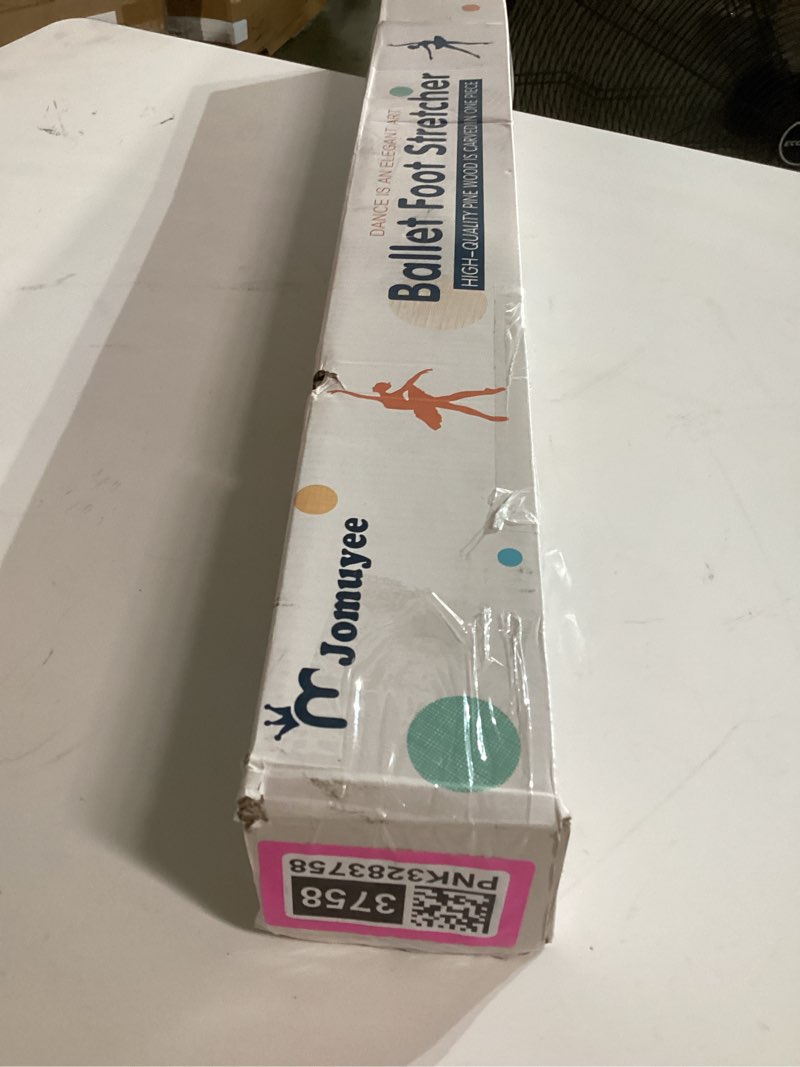 DANCE IS AN ELEGANT ART
Ballet Foot Stretcher
HIGH-QUALITY PINE WOOD IS CARVED IN ONE PIECE
Jomuyee
PNK3283758
3758